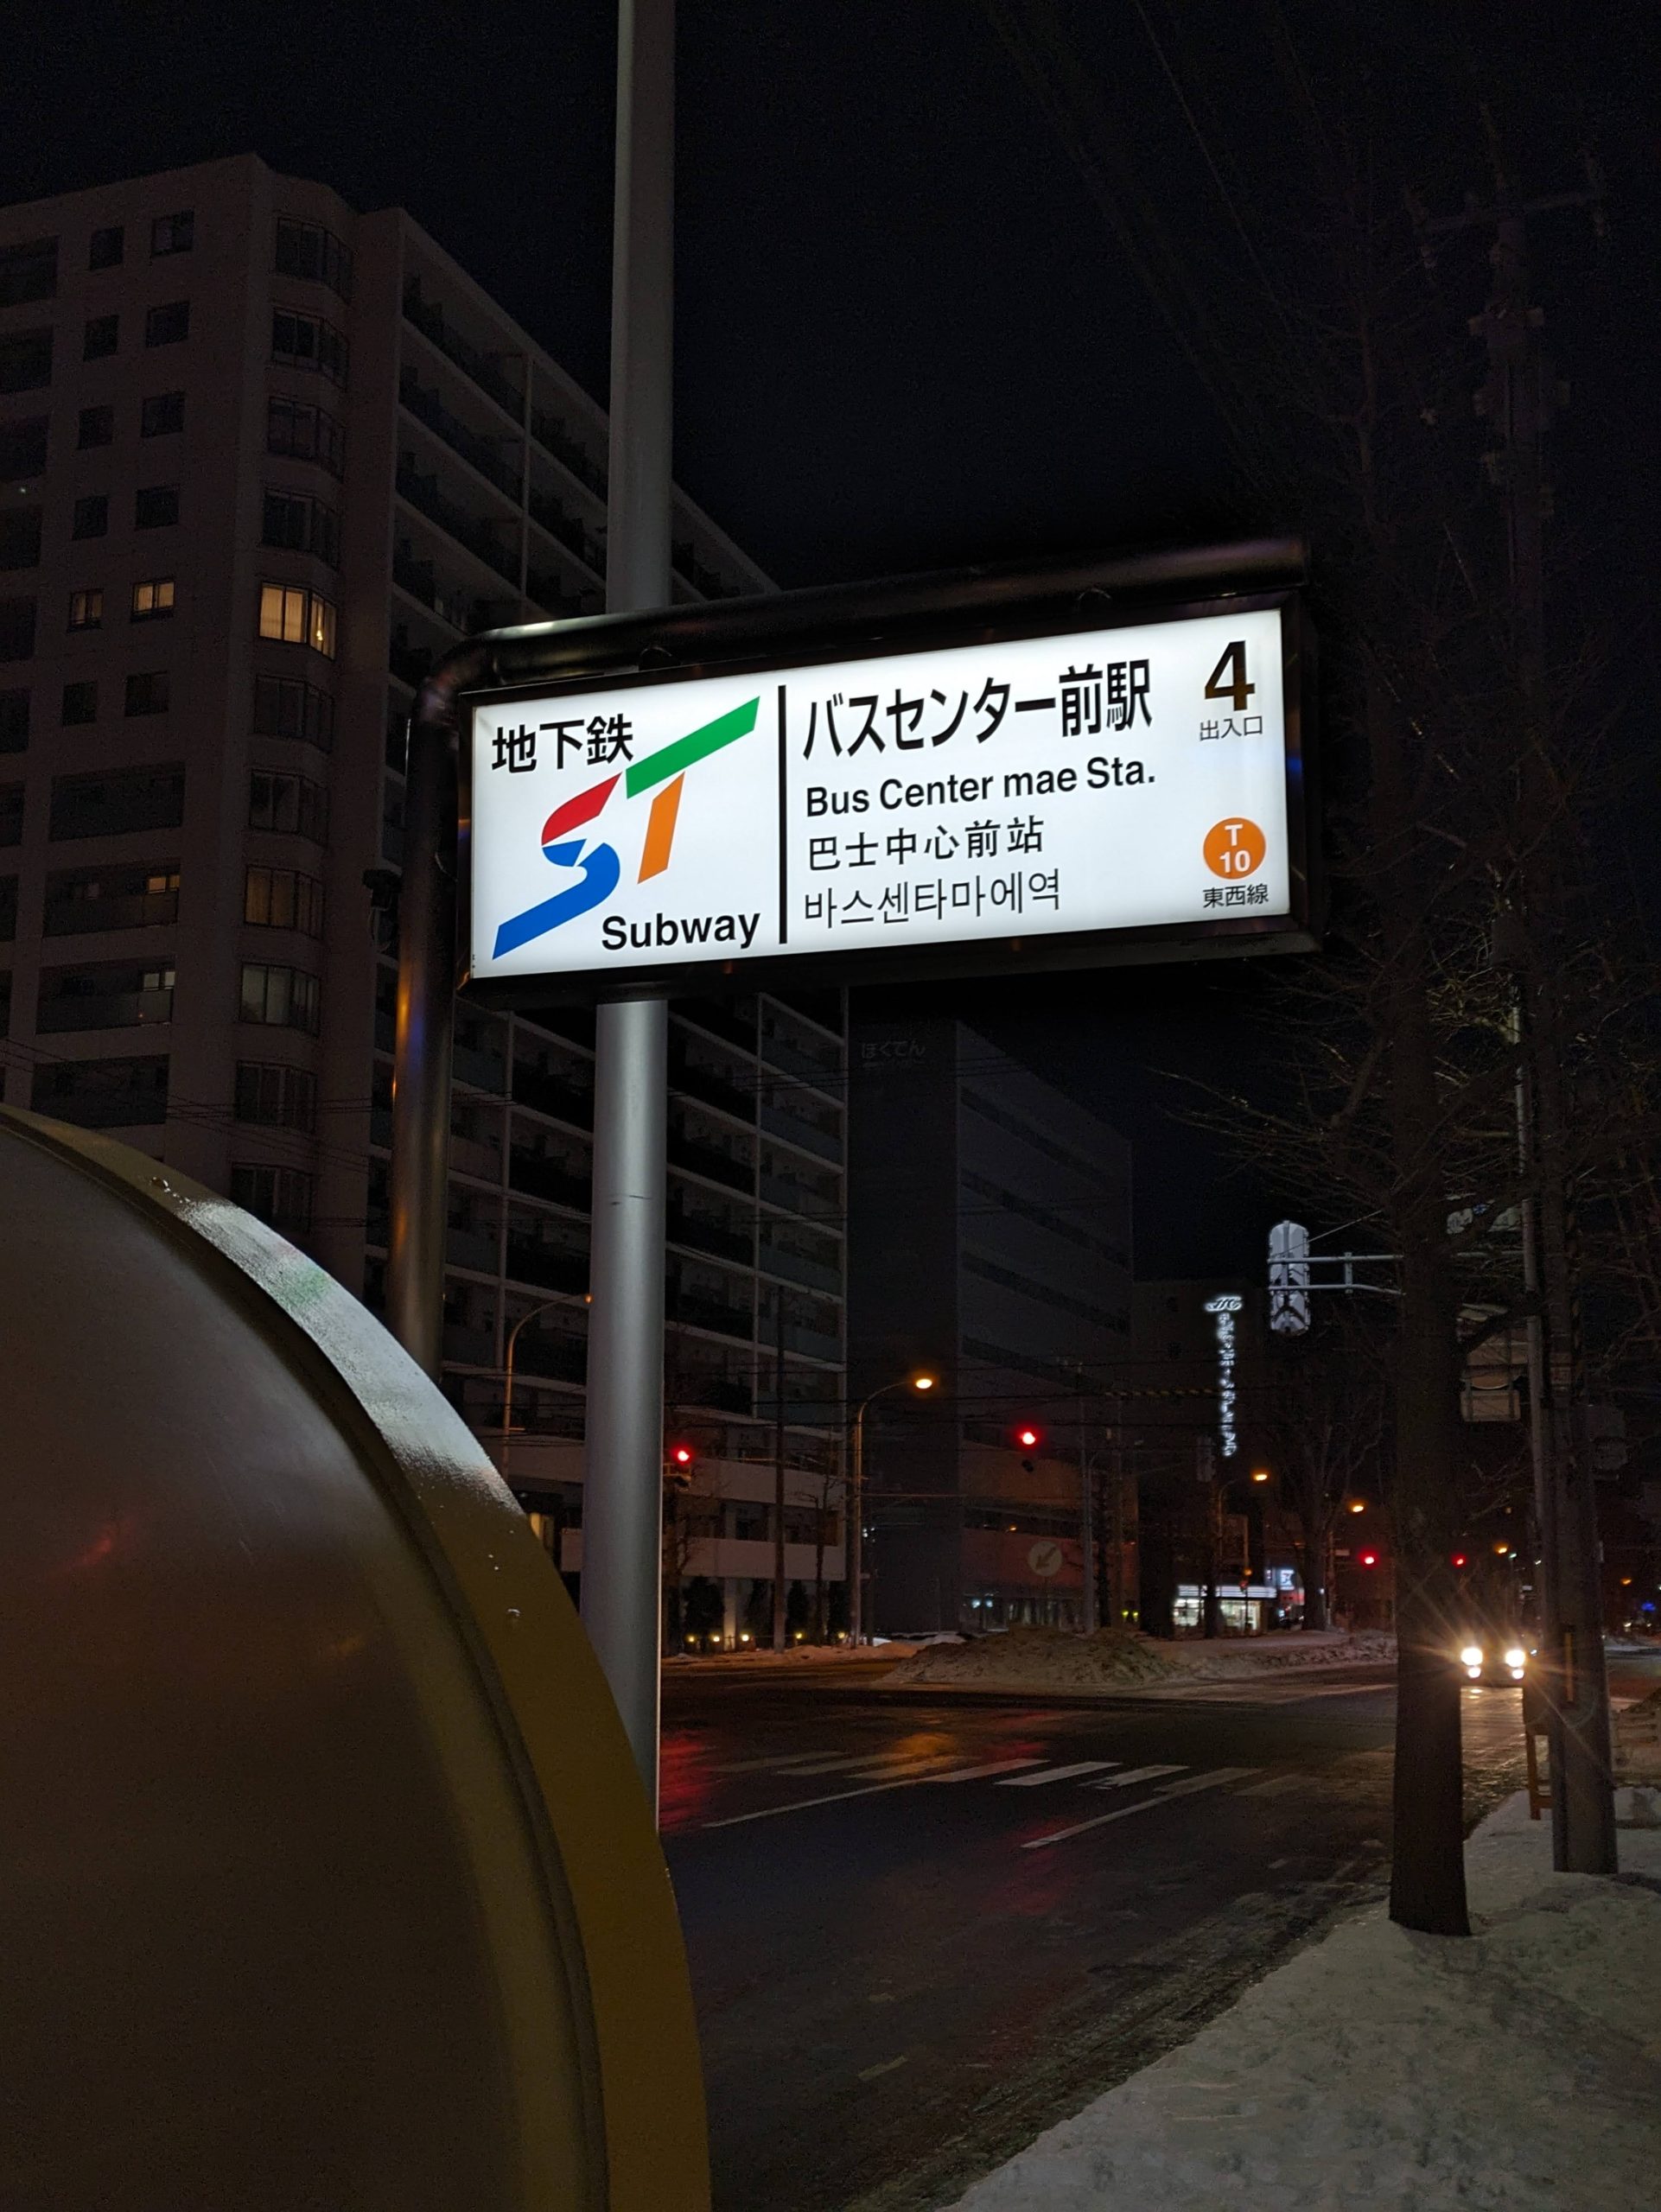 地下鉄
ST
Subway
バスセンター前駅
Bus Center mae Sta.
巴士中心前站
바스센타마에역
4
出入口
T
10
東西線
ほくでん